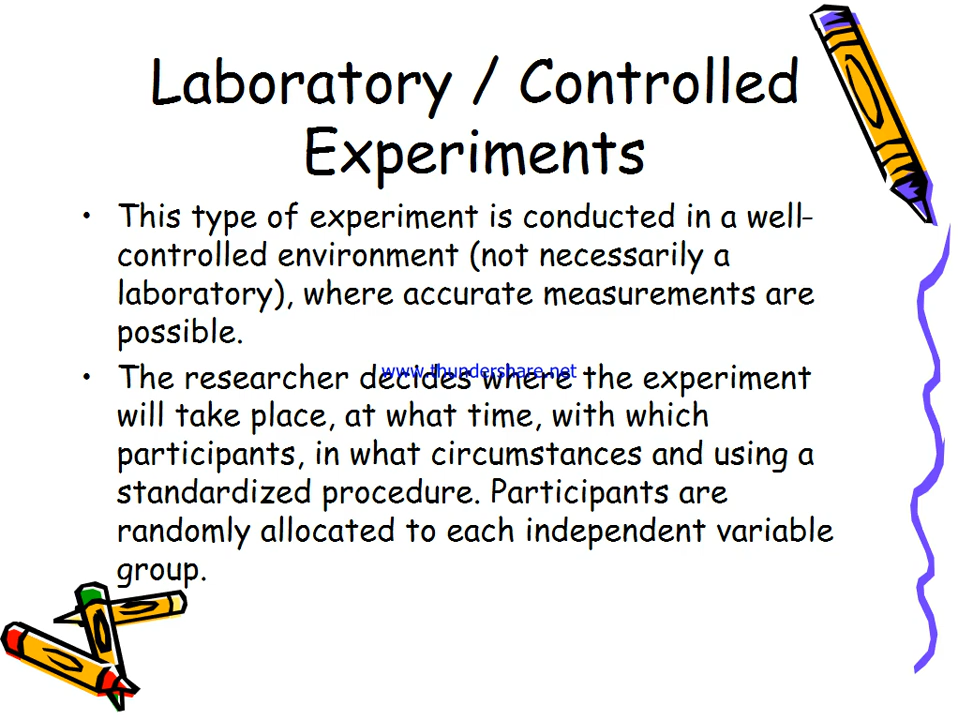 Laboratory / Controlled
Experiments
• This type of experiment is conducted in a well-
controlled environment (not necessarily a
laboratory), where accurate measurements are
possible.
www.thundershare.net
• The researcher decides where the experiment
will take place, at what time, with which
participants, in what circumstances and using a
standardized procedure. Participants are
randomly allocated to each independent variable
group.